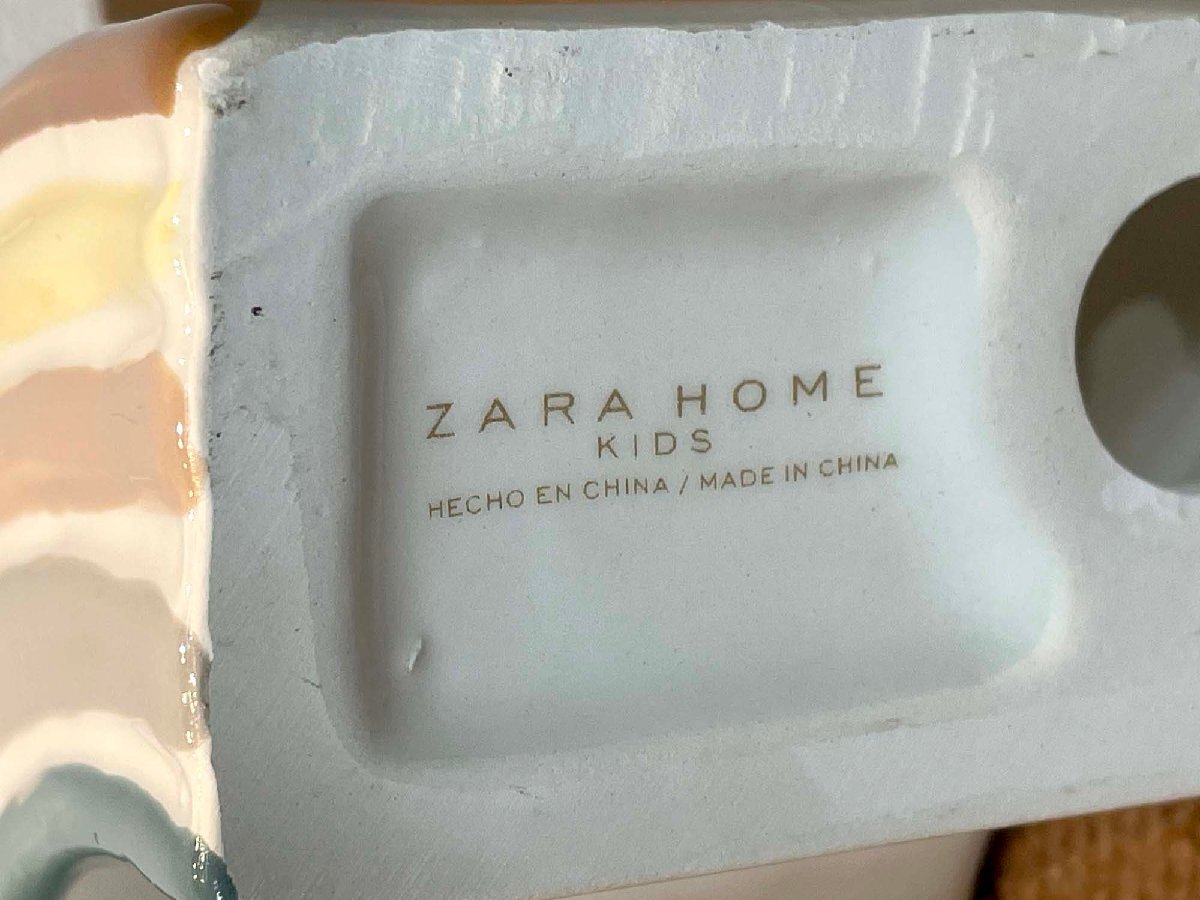 ZARA HOME
KIDS
HECHO EN CHINA / MADE IN CHINA